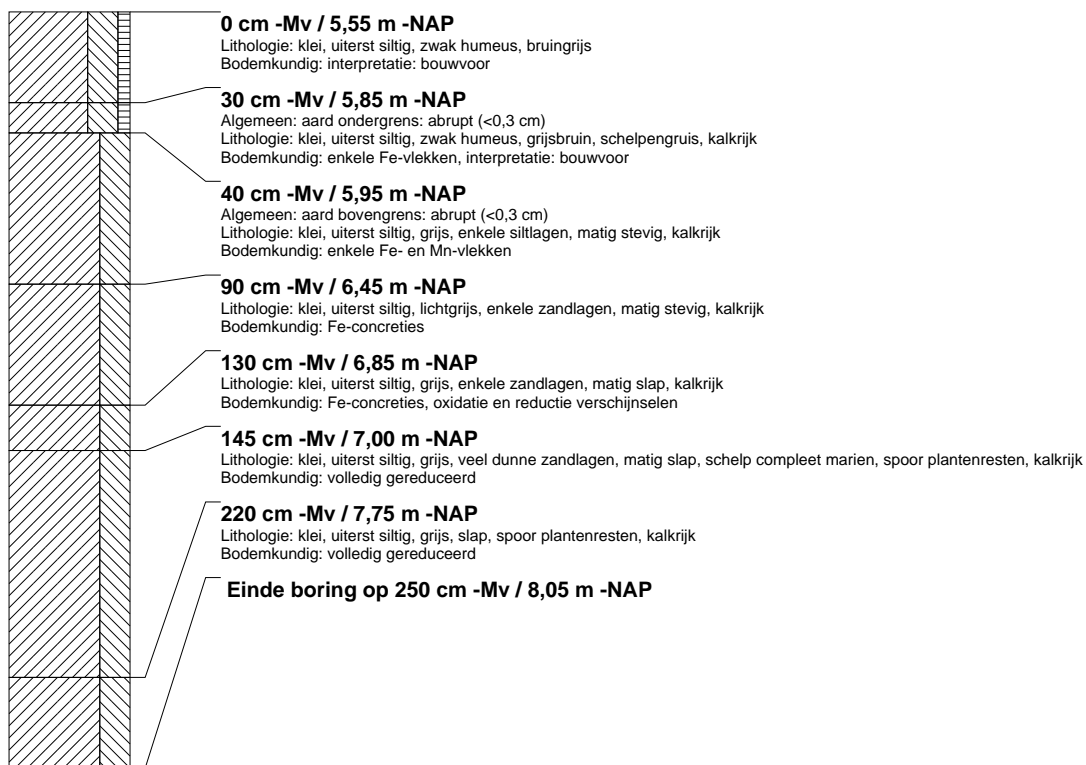 0 cm -Mv / 5,55 m -NAP
Lithologie: klei, uiterst siltig, zwak humeus, bruingrijs
Bodemkundig: interpretatie: bouwvoor
30 cm -Mv / 5,85 m -NAP
Algemeen: aard ondergrens: abrupt (<0,3 cm)
Lithologie: klei, uiterst siltig, zwak humeus, grijsbruin, schelpengruis, kalkrijk
Bodemkundig: enkele Fe-vlekken, interpretatie: bouwvoor
40 cm -Mv / 5,95 m -NAP
Algemeen: aard bovengrens: abrupt (<0,3 cm)
Lithologie: klei, uiterst siltig, grijs, enkele siltlagen, matig stevig, kalkrijk
Bodemkundig: enkele Fe- en Mn-vlekken
90 cm -Mv / 6,45 m -NAP
Lithologie: klei, uiterst siltig, lichtgrijs, enkele zandlagen, matig stevig, kalkrijk
Bodemkundig: Fe-concreties
130 cm -Mv / 6,85 m -NAP
Lithologie: klei, uiterst siltig, grijs, enkele zandlagen, matig slap, kalkrijk
Bodemkundig: Fe-concreties, oxidatie en reductie verschijnselen
145 cm -Mv / 7,00 m -NAP
Lithologie: klei, uiterst siltig, grijs, veel dunne zandlagen, matig slap, schelp compleet marien, spoor plantenresten, kalkrijk
Bodemkundig: volledig gereduceerd
220 cm -Mv / 7,75 m -NAP
Lithologie: klei, uiterst siltig, grijs, slap, spoor plantenresten, kalkrijk
Bodemkundig: volledig gereduceerd
Einde boring op 250 cm -Mv / 8,05 m -NAP